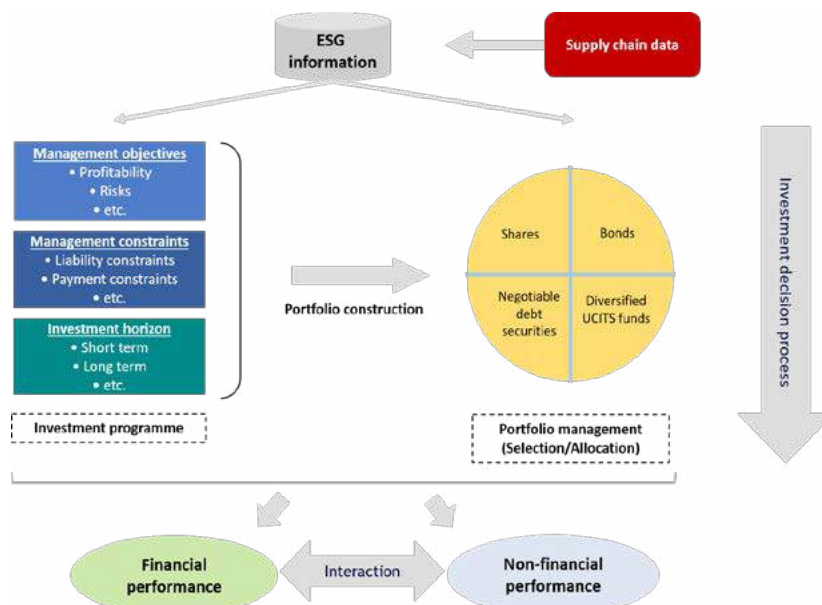 ESG
information
Supply chain data
Management objectives
• Profitability
• Risks
• etc.
Management constraints
• Liability constraints
• Payment constraints
• etc.
Investment horizon
• Short term
• Long term
• etc.
Investment programme
Portfolio construction
Shares
Bonds
Negotiable
debt
securities
Diversified
UCITS funds
Portfolio management
(Selection/Allocation)
Investment decision process
Financial
performance
Interaction
Non-financial
performance